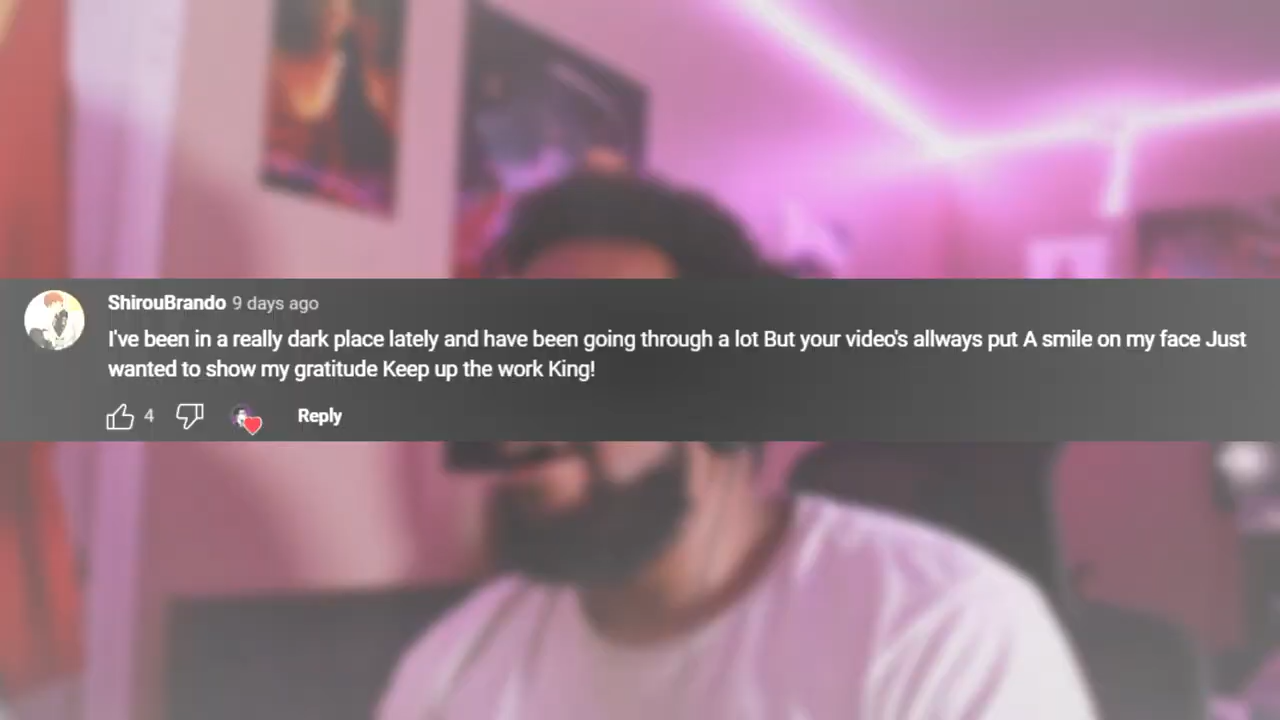 ShirouBrando 9 days ago
I've been in a really dark place lately and have been going through a lot But your video's allways put A smile on my face Just
wanted to show my gratitude Keep up the work King!
4 Reply